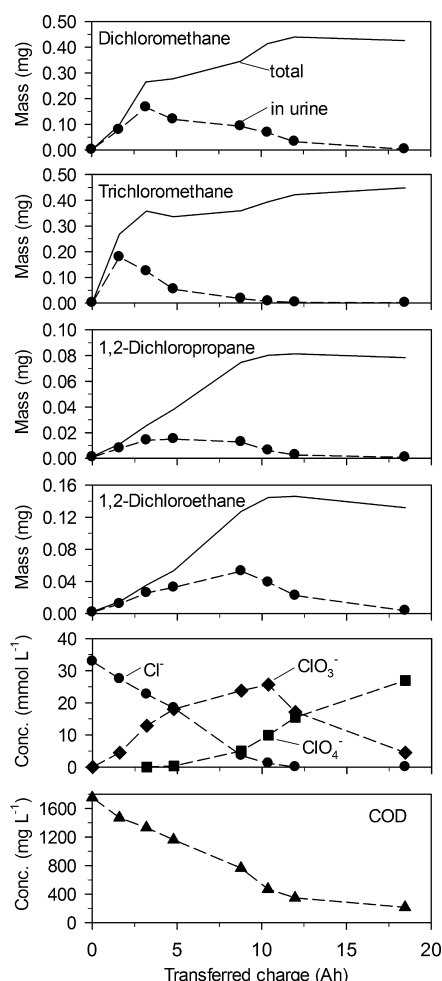 Dichloromethane
total
in urine
Mass (mg)
0.50
0.40
0.30
0.20
0.10
0.00
Trichloromethane
Mass (mg)
0.50
0.40
0.30
0.20
0.10
0.00
1,2-Dichloropropane
Mass (mg)
0.10
0.08
0.06
0.04
0.02
0.00
1,2-Dichloroethane
Mass (mg)
0.16
0.12
0.08
0.04
0.00
Cl⁻
ClO₃⁻
ClO₄⁻
Conc. (mmol L⁻¹)
40
30
20
10
0
COD
Conc. (mg L⁻¹)
1600
1200
800
400
0
0 5 10 15 20
Transferred charge (Ah)